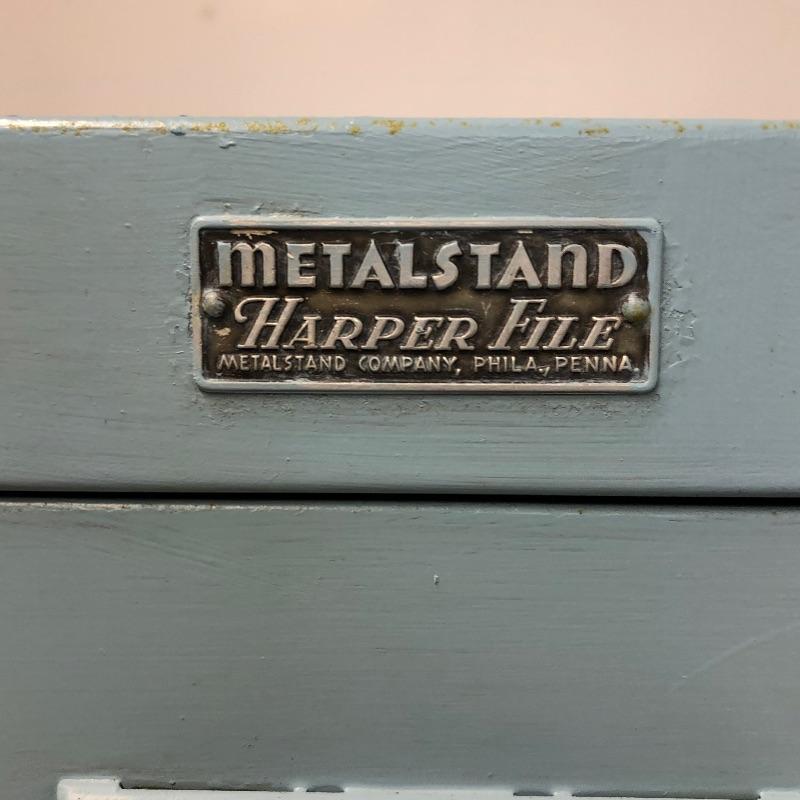 METALSTAND
HARPER FILE
METALSTAND COMPANY, PHILA., PENNA.